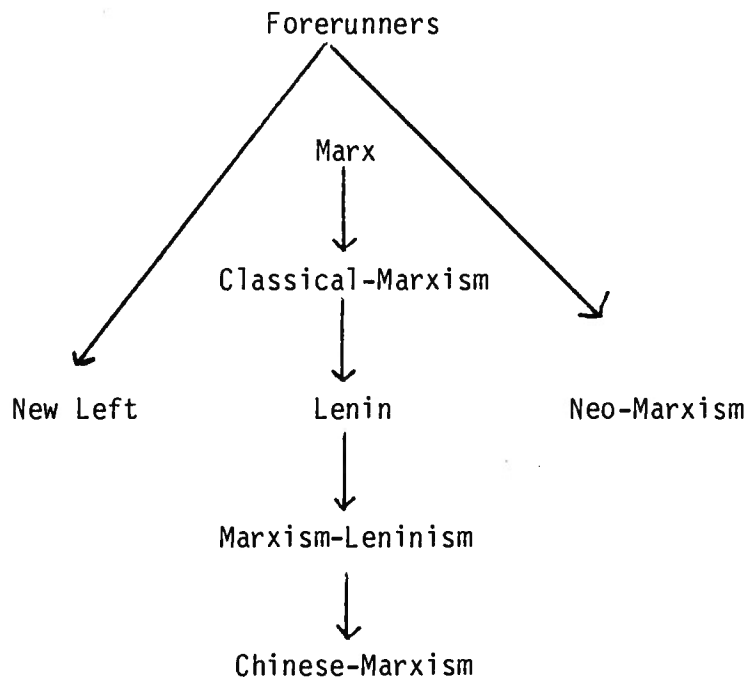 Forerunners
Marx
Classical-Marxism
New Left
Lenin
Neo-Marxism
Marxism-Leninism
Chinese-Marxism